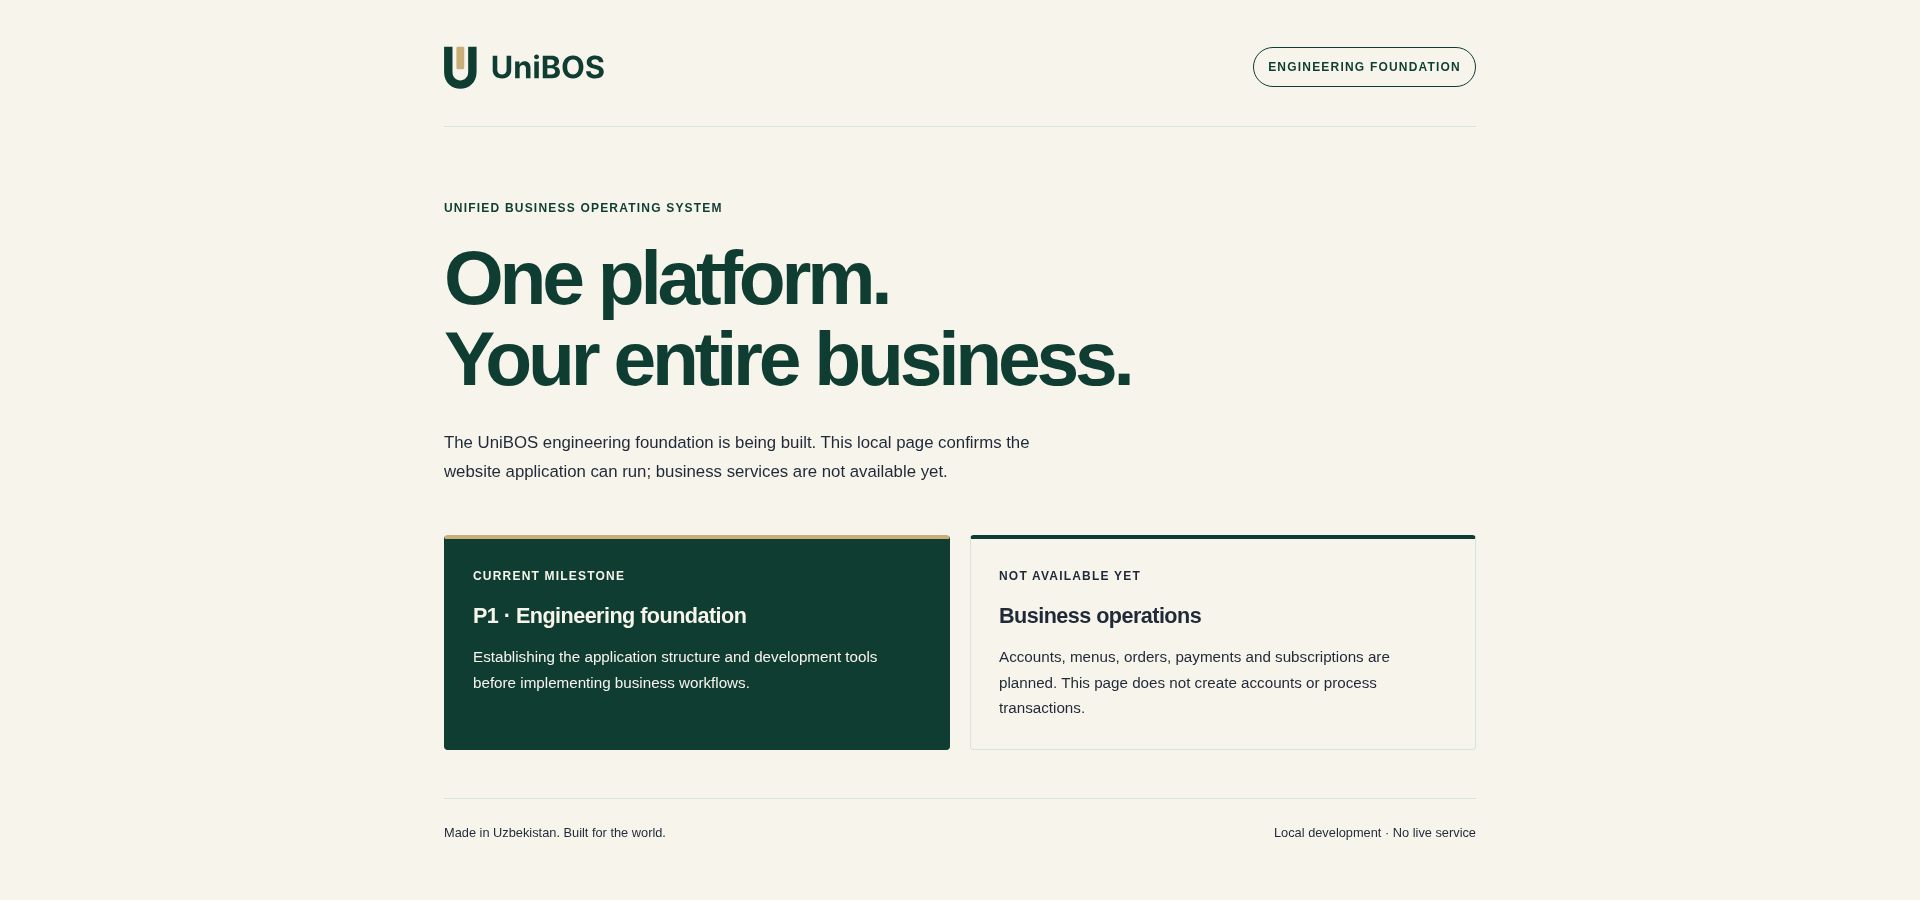 UniBOS
ENGINEERING FOUNDATION
UNIFIED BUSINESS OPERATING SYSTEM
One platform.
Your entire business.
The UniBOS engineering foundation is being built. This local page confirms the
website application can run; business services are not available yet.
CURRENT MILESTONE
P1 · Engineering foundation
Establishing the application structure and development tools
before implementing business workflows.
NOT AVAILABLE YET
Business operations
Accounts, menus, orders, payments and subscriptions are
planned. This page does not create accounts or process
transactions.
Made in Uzbekistan. Built for the world.
Local development · No live service